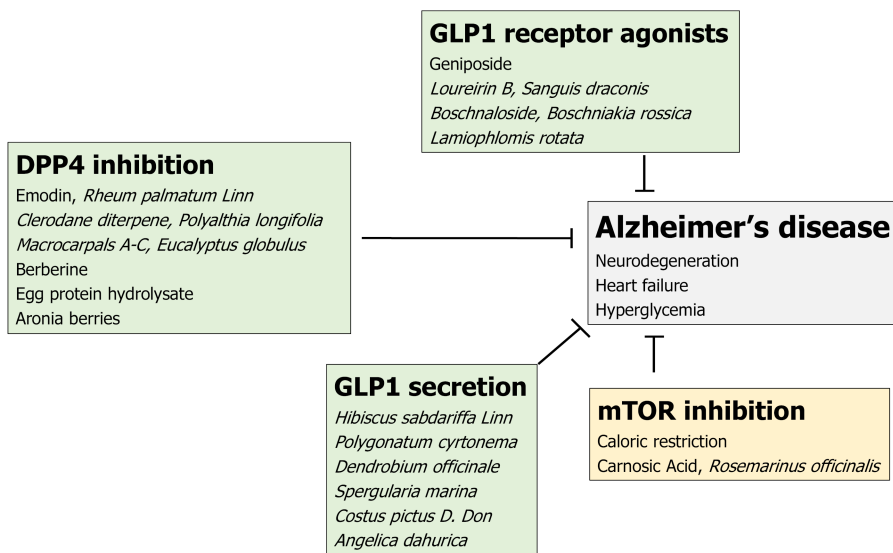 GLP1 receptor agonists
Geniposide
Loureirin B, Sanguis draconis
Boschnaloside, Boschniakia rossica
Lamiophlomis rotata
DPP4 inhibition
Emodin, Rheum palmatum Linn
Clerodane diterpene, Polyalthia longifolia
Macrocarpals A-C, Eucalyptus globulus
Berberine
Egg protein hydrolysate
Aronia berries
Alzheimer's disease
Neurodegeneration
Heart failure
Hyperglycemia
GLP1 secretion
Hibiscus sabdariffa Linn
Polygonatum cyrtonema
Dendrobium officinale
Spergularia marina
Costus pictus D. Don
Angelica dahurica
mTOR inhibition
Caloric restriction
Carnosic Acid, Rosemarinus officinalis